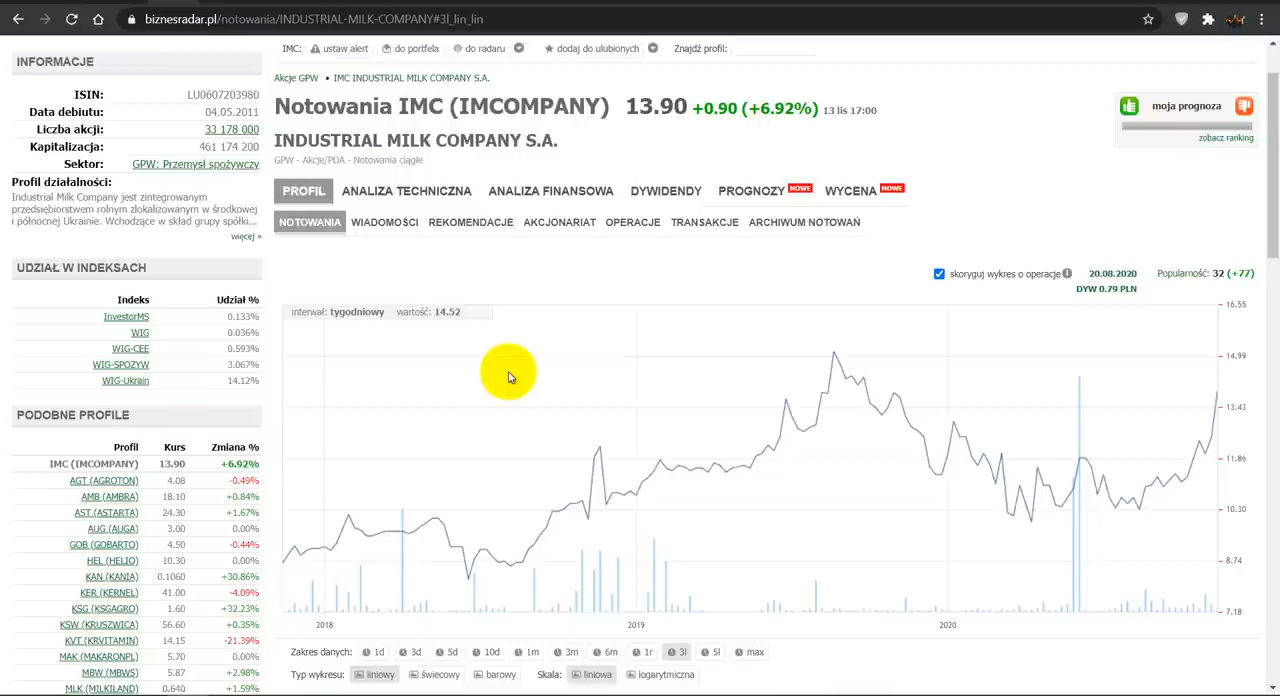 biznesradar.pl/notowania/INDUSTRIAL-MILK-COMPANY#3l_lin_lin
INFORMACJE
ISIN: LU0607203980
Data debiutu: 04.05.2011
Liczba akcji: 33 178 000
Kapitalizacja: 461 174 200
Sektor: GPW: Przemysł spożywczy
Profil działalności:
Industrial Milk Company jest zintegrowanym
przedsiębiorstwem rolnym zlokalizowanym w środkowej
i północnej Ukrainie. Wchodzące w skład grupy spółki...
więcej »
UDZIAŁ W INDEKSACH
Indeks Udział %
InvestorMS 0.133%
WIG 0.036%
WIG-CEE 0.593%
WIG-SPOZYW 3.067%
WIG-Ukrain 14.12%
PODOBNE PROFILE
Profil Kurs Zmiana %
IMC (IMCOMPANY) 13.90 +6.92%
AGT (AGROTON) 4.08 -0.49%
AMB (AMBRA) 18.10 +0.84%
AST (ASTARTA) 24.30 +1.67%
AUG (AUGA) 3.00 0.00%
GOB (GOBARTO) 4.50 -0.44%
HEL (HELIO) 10.30 0.00%
KAN (KANIA) 0.1060 +30.86%
KER (KERNEL) 41.00 -4.09%
KSG (KSGAGRO) 1.60 +32.23%
KSW (KRUSZWICA) 56.60 +0.35%
KVT (KRVITAMIN) 14.15 -21.39%
MAK (MAKARONPL) 5.70 0.00%
MBW (MBWS) 5.87 +2.98%
MLK (MILKILAND) 0.640 +1.59%
IMC: ustaw alert do portfela do radaru dodaj do ulubionych Znajdź profil:
Akcje GPW • IMC INDUSTRIAL MILK COMPANY S.A.
Notowania IMC (IMCOMPANY) 13.90 +0.90 (+6.92%) 13 lis 17:00
INDUSTRIAL MILK COMPANY S.A.
GPW - Akcje/PDA - Notowania ciągłe
moja prognoza
zobacz ranking
PROFIL ANALIZA TECHNICZNA ANALIZA FINANSOWA DYWIDENDY PROGNOZY NOWE WYCENA NOWE
NOTOWANIA WIADOMOŚCI REKOMENDACJE AKCJONARIAT OPERACJE TRANSAKCJE ARCHIWUM NOTOWAŃ
skoryguj wykres o operacje 20.08.2020 Popularność: 32 (+77)
DYW 0.79 PLN
interwał: tygodniowy wartość: 14.52
16.55
14.99
13.43
11.86
10.30
8.74
7.18
2018 2019 2020
Zakres danych: 1d 3d 5d 10d 1m 3m 6m 1r 3l 5l max
Typ wykresu: liniowy świecowy barowy Skala: liniowa logarytmiczna